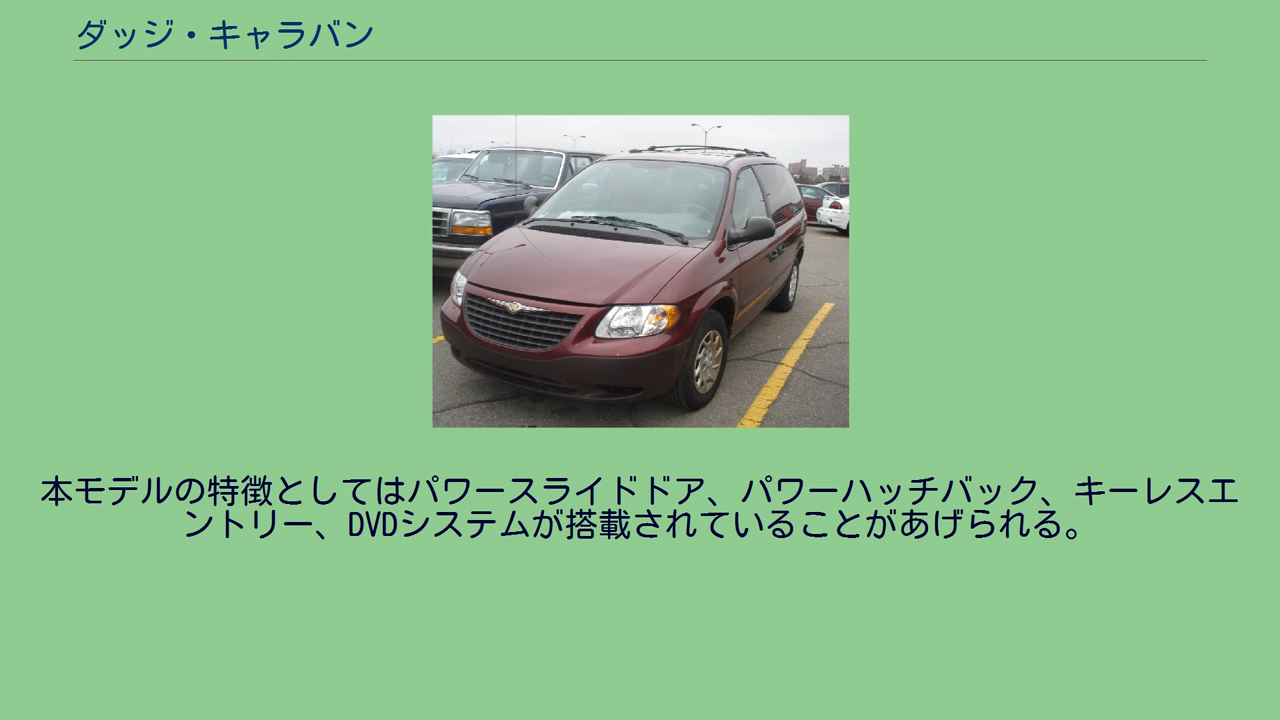 ダッジ・キャラバン
本モデルの特徴としてはパワースライドドア、パワーハッチバック、キーレスエ
ントリー、DVDシステムが搭載されていることがあげられる。